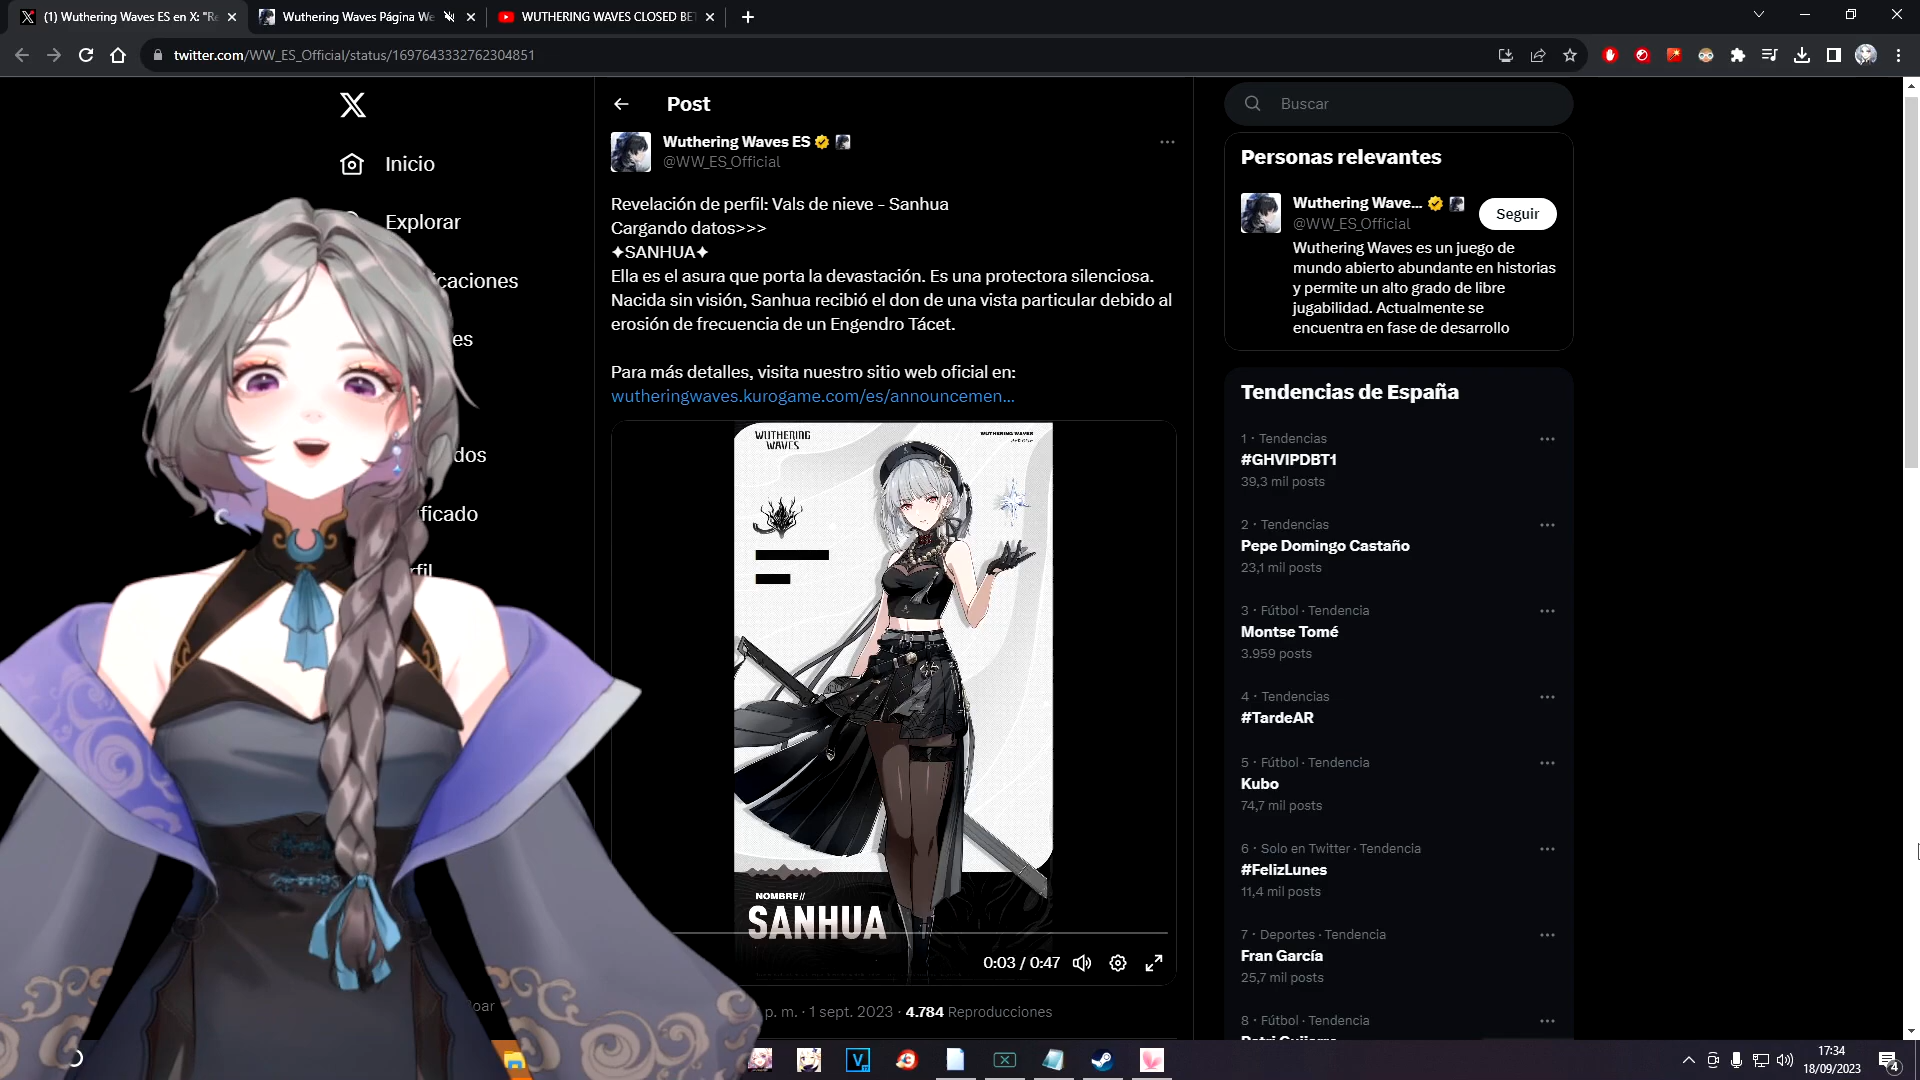 (1) Wuthering Waves ES en X: "Re
Wuthering Waves Página We
WUTHERING WAVES CLOSED BE
twitter.com/WW_ES_Official/status/1697643332762304851
Inicio
Explorar
caciones
es
dos
ficado
rfil
Post
Wuthering Waves ES
@WW_ES_Official
Revelación de perfil: Vals de nieve - Sanhua
Cargando datos>>>
✦SANHUA✦
Ella es el asura que porta la devastación. Es una protectora silenciosa.
Nacida sin visión, Sanhua recibió el don de una vista particular debido al
erosión de frecuencia de un Engendro Tácet.
Para más detalles, visita nuestro sitio web oficial en:
wutheringwaves.kurogame.com/es/announcemen…
WUTHERING
WAVES
WUTHERING WAVES
NOMBRE//
SANHUA
0:03 / 0:47
p. m. · 1 sept. 2023 · 4.784 Reproducciones
Buscar
Personas relevantes
Wuthering Wave...
@WW_ES_Official
Seguir
Wuthering Waves es un juego de
mundo abierto abundante en historias
y permite un alto grado de libre
jugabilidad. Actualmente se
encuentra en fase de desarrollo
Tendencias de España
1 · Tendencias
#GHVIPDBT1
39,3 mil posts
2 · Tendencias
Pepe Domingo Castaño
23,1 mil posts
3 · Fútbol · Tendencia
Montse Tomé
3.959 posts
4 · Tendencias
#TardeAR
5 · Fútbol · Tendencia
Kubo
74,7 mil posts
6 · Solo en Twitter · Tendencia
#FelizLunes
11,4 mil posts
7 · Deportes · Tendencia
Fran García
25,7 mil posts
8 · Fútbol · Tendencia
17:34
18/09/2023
4